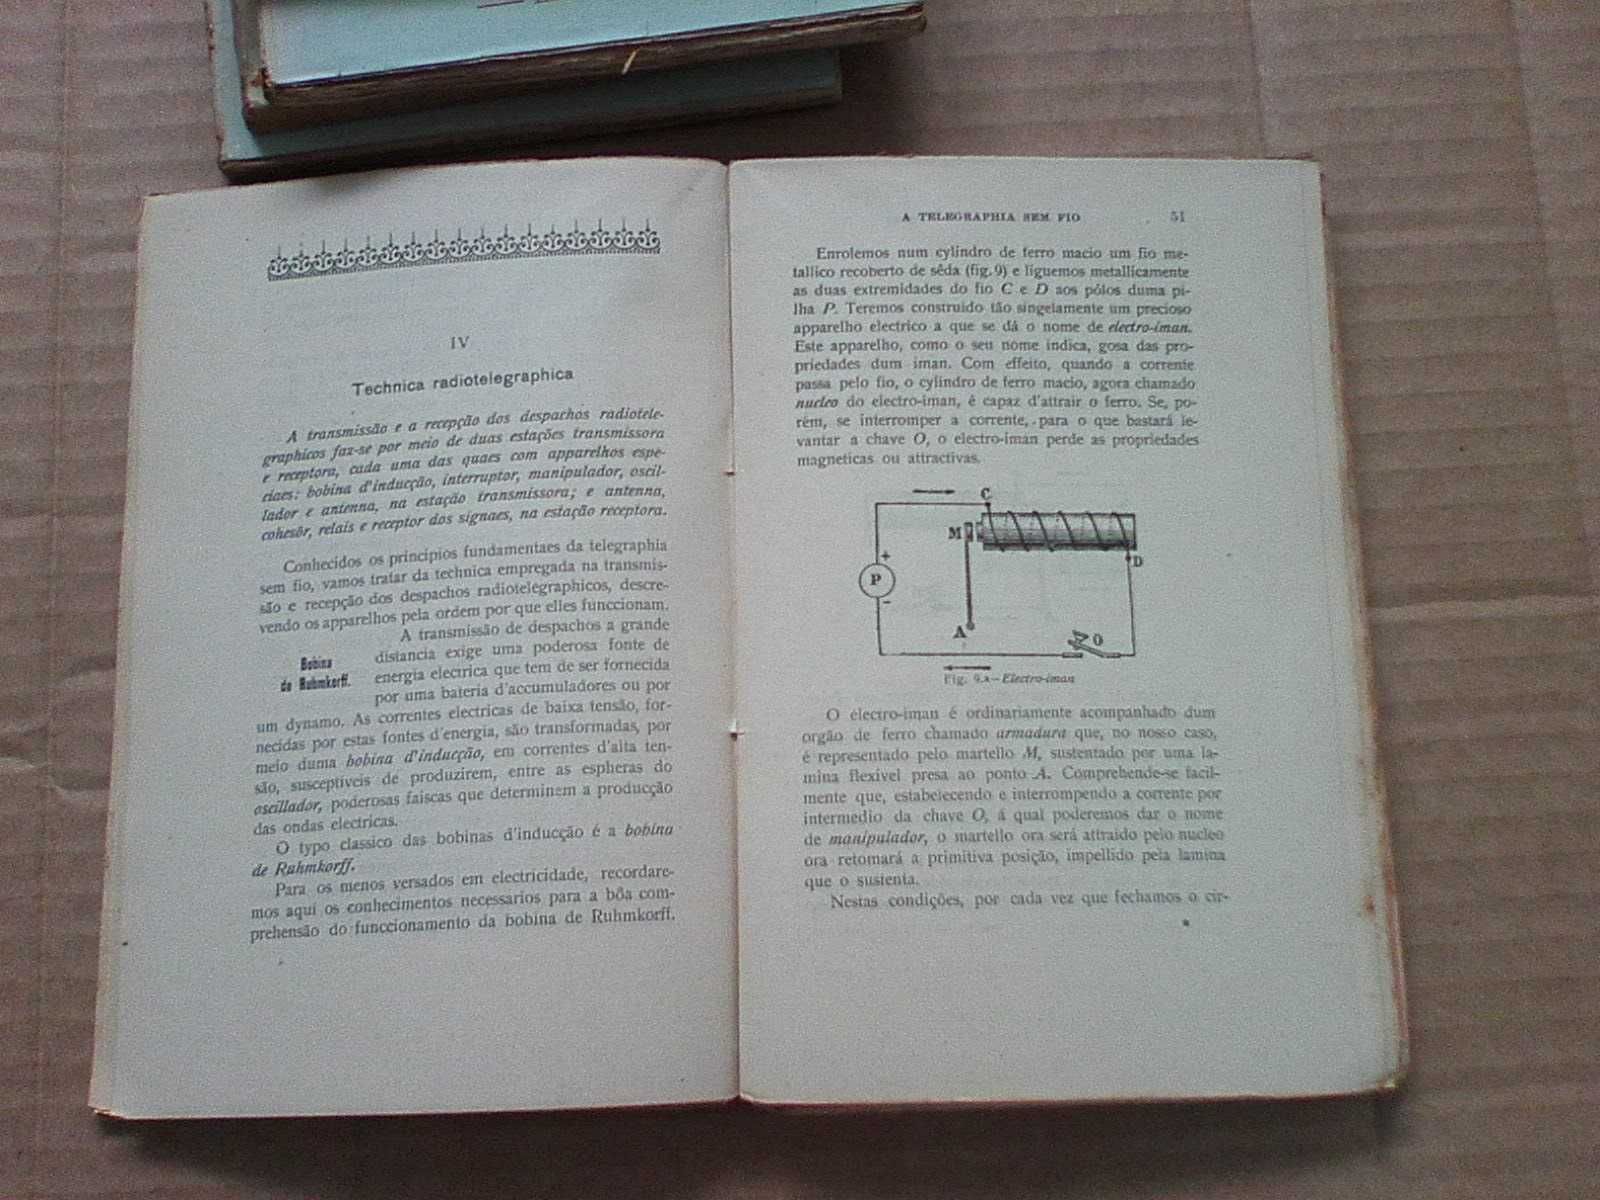 IV
Technica radiotelegraphica
A transmissão e a recepção dos despachos radiotele-
graphicos faz-se por meio de duas estações transmissora
e receptora, cada uma das quaes com apparelhos espe-
ciaes: bobina d'inducção, interruptor, manipulador, oscil-
lador e antenna, na estação transmissora; e antenna,
cohesôr, relais e receptor dos signaes, na estação receptora.
Conhecidos os principios fundamentaes da telegraphia
sem fio, vamos tratar da technica empregada na transmis-
são e recepção dos despachos radiotelegraphicos, descre-
vendo os apparelhos pela ordem por que elles funccionam.
Bobina
de Ruhmkorff.
A transmissão de despachos a grande
distancia exige uma poderosa fonte de
energia electrica que tem de ser fornecida
por uma bateria d'accumuladores ou por
um dynamo. As correntes electricas de baixa tensão, for-
necidas por estas fontes d'energia, são transformadas, por
meio duma bobina d'inducção, em correntes d'alta ten-
são, susceptiveis de produzirem, entre as espheras do
oscillador, poderosas faiscas que determinem a producção
das ondas electricas.
O typo classico das bobinas d'inducção é a bobina
de Ruhmkorff.
Para os menos versados em electricidade, recordare-
mos aqui os conhecimentos necessarios para a bôa com-
prehensão do funccionamento da bobina de Ruhmkorff.
A TELEGRAPHIA SEM FIO 51
Enrolemos num cylindro de ferro macio um fio me-
tallico recoberto de sêda (fig. 9) e liguemos metallicamente
as duas extremidades do fio C e D aos pólos duma pi-
lha P. Teremos construido tão singelamente um precioso
apparelho electrico a que se dá o nome de electro-iman.
Este apparelho, como o seu nome indica, gosa das pro-
priedades dum iman. Com effeito, quando a corrente
passa pelo fio, o cylindro de ferro macio, agora chamado
nucleo do electro-iman, é capaz d'attrair o ferro. Se, po-
rém, se interromper a corrente, para o que bastará le-
vantar a chave O, o electro-iman perde as propriedades
magneticas ou attractivas.
C
M
D
+
P
-
A
O
Fig. 9.a—Electro-iman
O electro-iman é ordinariamente acompanhado dum
orgão de ferro chamado armadura que, no nosso caso,
é representado pelo martello M, sustentado por uma la-
mina flexivel presa ao ponto A. Comprehende-se facil-
mente que, estabelecendo e interrompendo a corrente por
intermedio da chave O, á qual poderemos dar o nome
de manipulador, o martello ora será attraido pelo nucleo
ora retomará a primitiva posição, impellido pela lamina
que o sustenta.
Nestas condições, por cada vez que fechamos o cir-
*